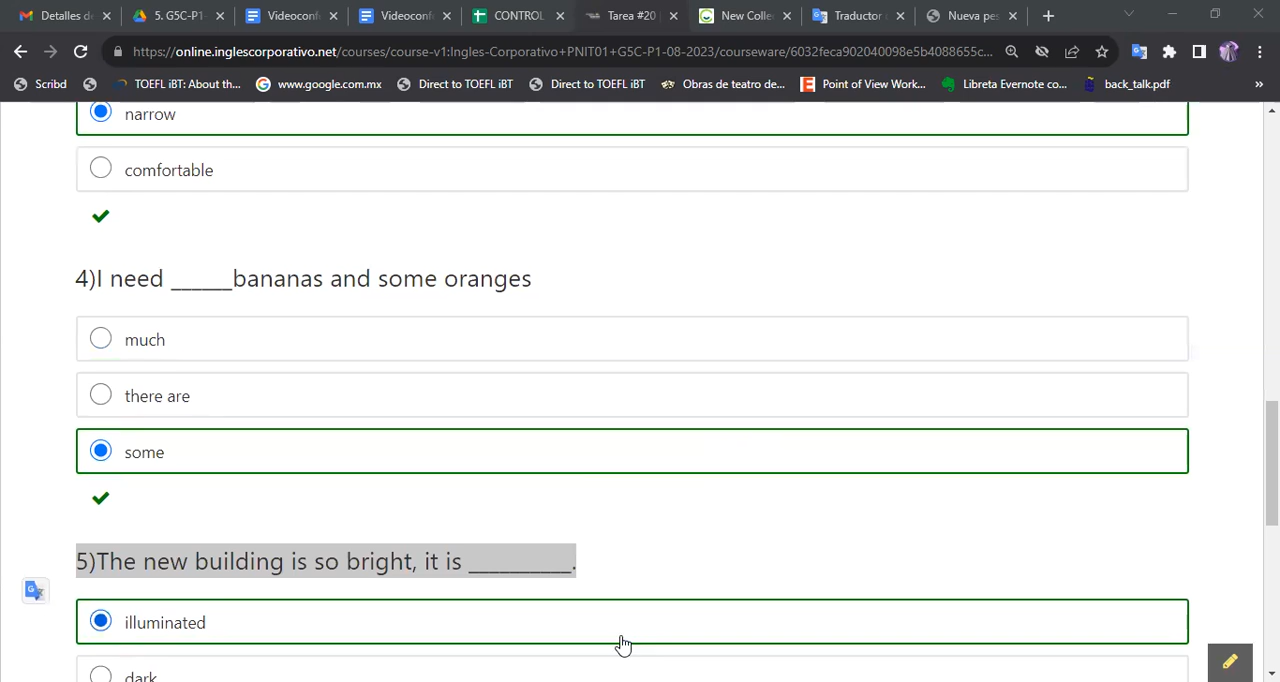 Detalles d
5. G5C-P1-
Videoconf
Videoconf
CONTROL
Tarea #20
New Colle
Traductor
Nueva pes
https://online.inglescorporativo.net/courses/course-v1:Ingles-Corporativo+PNIT01+G5C-P1-08-2023/courseware/6032feca902040098e5b4088655c...
Scribd
TOEFL iBT: About th...
www.google.com.mx
Direct to TOEFL iBT
Direct to TOEFL iBT
Obras de teatro de...
Point of View Work...
Libreta Evernote co...
back_talk.pdf
»
narrow
comfortable
4)I need ______bananas and some oranges
much
there are
some
5)The new building is so bright, it is __________.
illuminated
dark